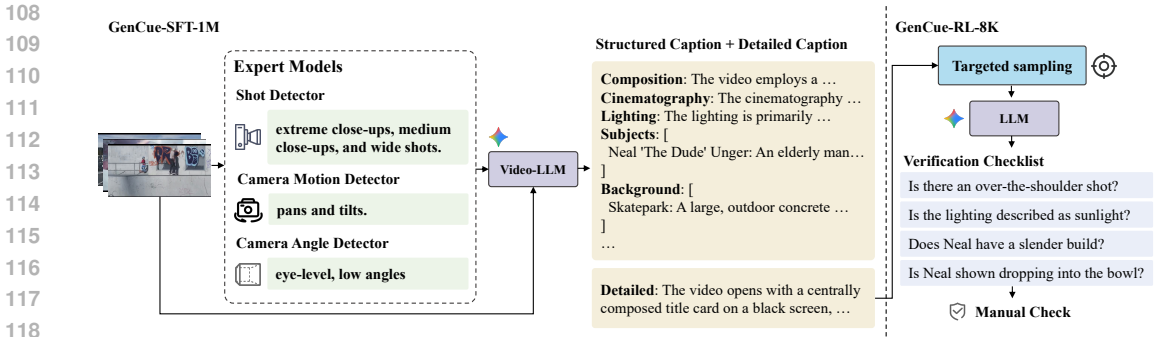 108
109
110
111
112
113
114
115
116
117
118
GenCue-SFT-1M
Expert Models
Shot Detector
extreme close-ups, medium
close-ups, and wide shots.
Camera Motion Detector
pans and tilts.
Camera Angle Detector
eye-level, low angles
Video-LLM
Structured Caption + Detailed Caption
Composition: The video employs a …
Cinematography: The cinematography …
Lighting: The lighting is primarily …
Subjects: [
Neal 'The Dude' Unger: An elderly man…
]
Background: [
Skatepark: A large, outdoor concrete …
]
…
Detailed: The video opens with a centrally
composed title card on a black screen, …
GenCue-RL-8K
Targeted sampling
LLM
Verification Checklist
Is there an over-the-shoulder shot?
Is the lighting described as sunlight?
Does Neal have a slender build?
Is Neal shown dropping into the bowl?
Manual Check